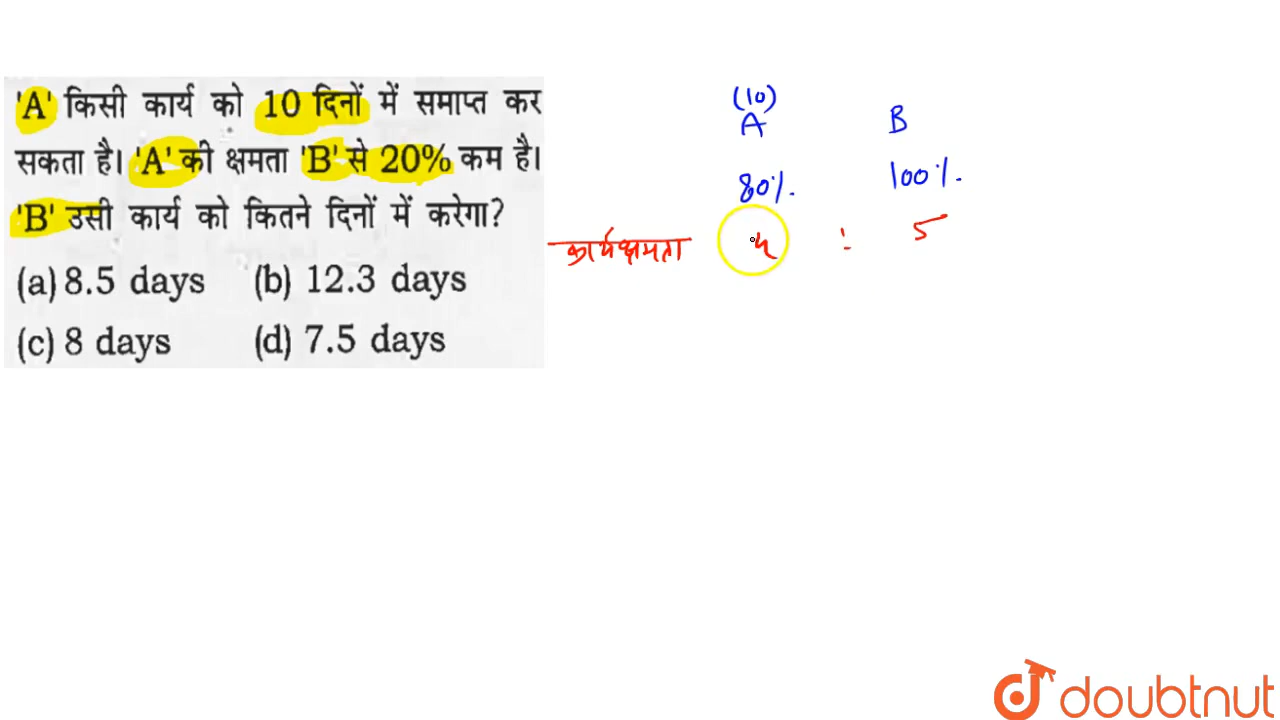 'A' किसी कार्य को 10 दिनों में समाप्त कर
सकता है। 'A' की क्षमता 'B' से 20% कम है।
'B' उसी कार्य को कितने दिनों में करेगा?
(a) 8.5 days (b) 12.3 days
(c) 8 days (d) 7.5 days
(10)
A B
80%. 100%.
कार्यक्षमता 4 : 5
doubtnut